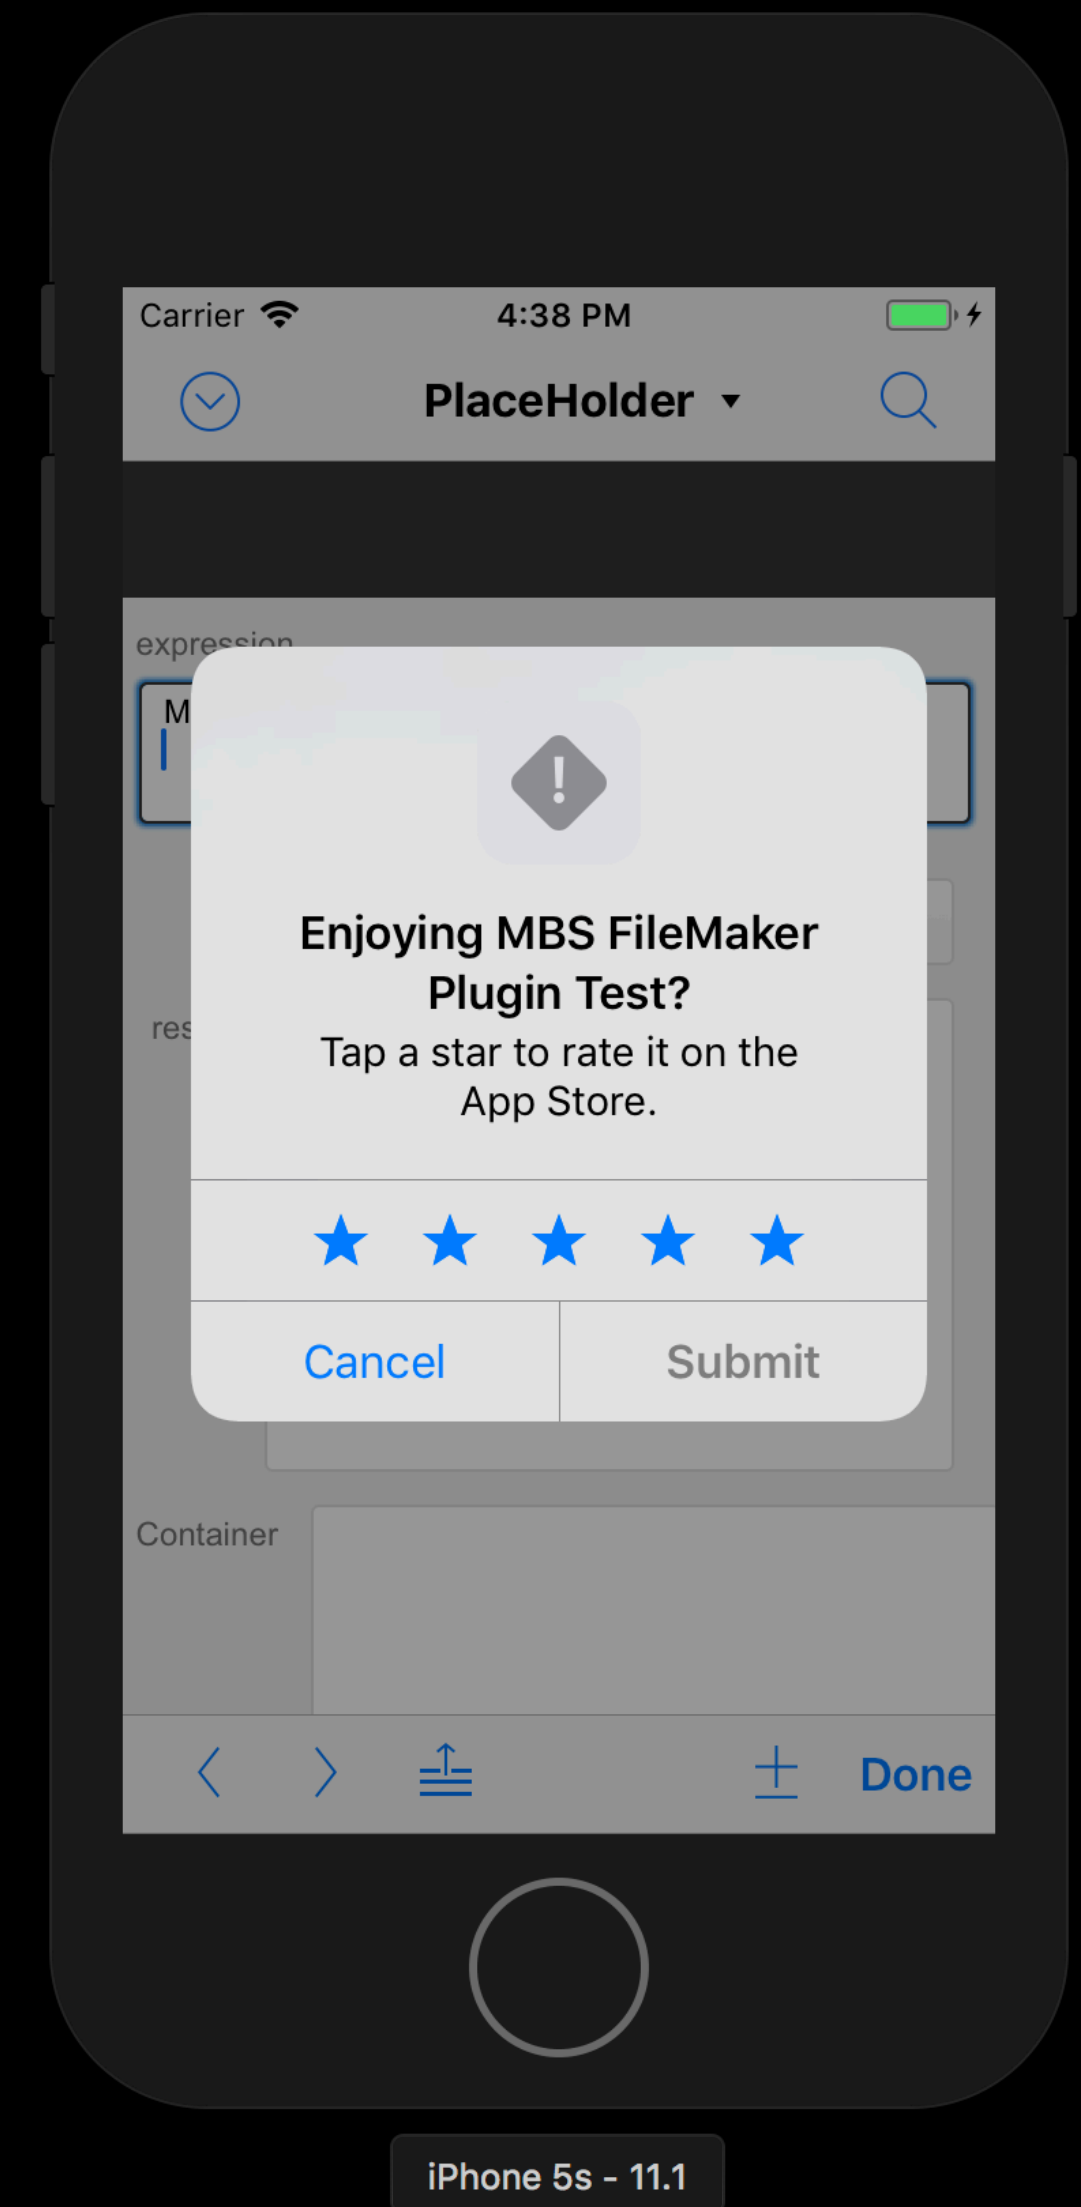 Carrier 4:38 PM
PlaceHolder
expression
M
Enjoying MBS FileMaker
Plugin Test?
Tap a star to rate it on the
App Store.
res
Cancel Submit
Container
Done
iPhone 5s - 11.1